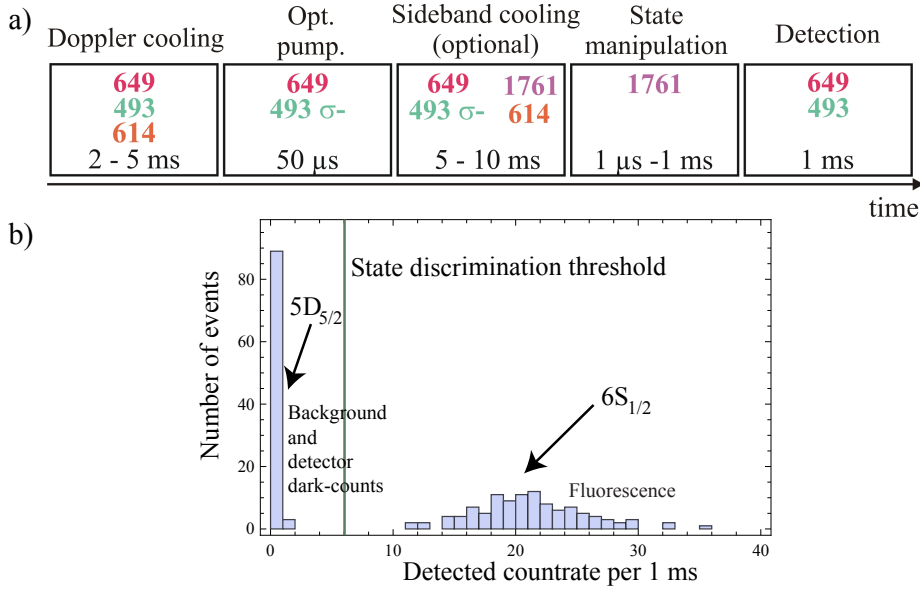 a)
Doppler cooling
Opt.
pump.
Sideband cooling
(optional)
State
manipulation
Detection
649
493
614
2 - 5 ms
649
493 σ-
50 µs
649 1761
493 σ- 614
5 - 10 ms
1761
1 µs -1 ms
649
493
1 ms
time
b)
State discrimination threshold
5D5/2
6S1/2
Background
and
detector
dark-counts
Fluorescence
Number of events
80
60
40
20
0
0 10 20 30 40
Detected countrate per 1 ms